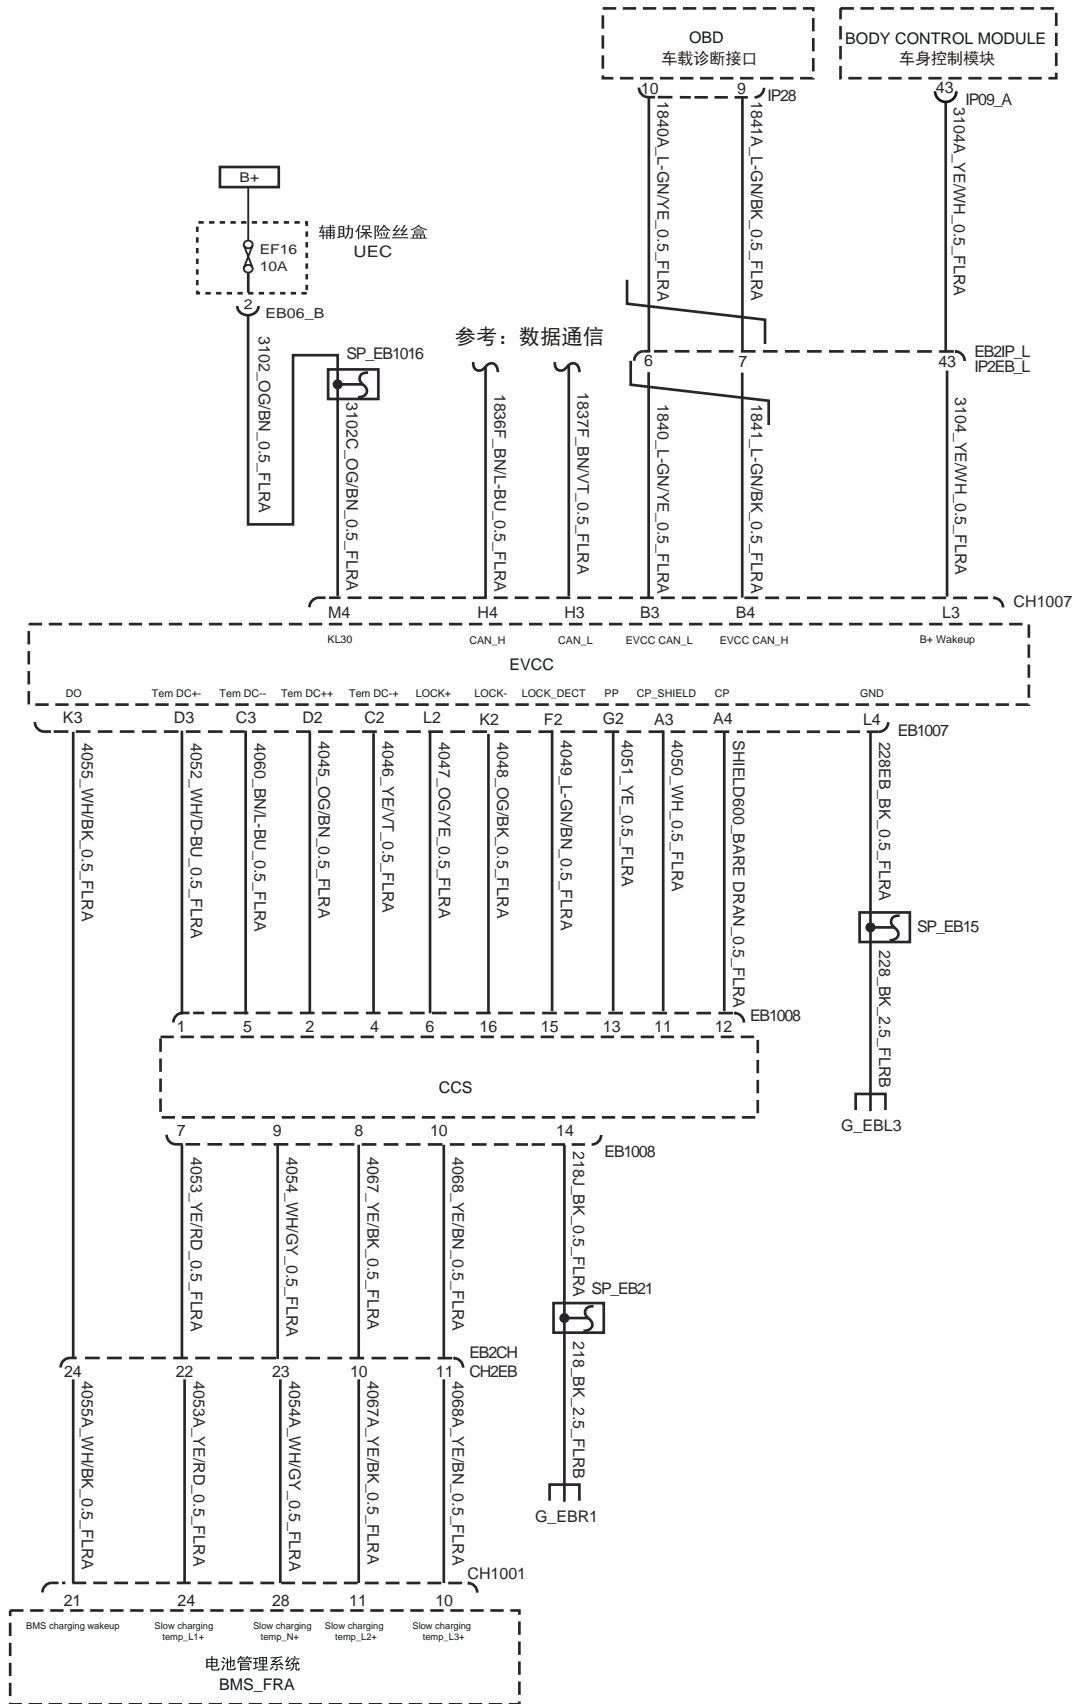 OBD
车载诊断接口
BODY CONTROL MODULE
车身控制模块
10
9
IP28
43
IP09_A
1840A_L-GN/YE_0.5_FLRA
1841A_L-GN/BK_0.5_FLRA
3104A_YE/WH_0.5_FLRA
B+
EF16
10A
辅助保险丝盒
UEC
2
EB06_B
3102_OG/BN_0.5_FLRA
SP_EB1016
3102C_OG/BN_0.5_FLRA
参考：数据通信
1836F_BN/L-BU_0.5_FLRA
1837F_BN/VT_0.5_FLRA
6
7
43
EB2IP_L
IP2EB_L
1840_L-GN/YE_0.5_FLRA
1841_L-GN/BK_0.5_FLRA
3104_YE/WH_0.5_FLRA
CH1007
M4
H4
H3
B3
B4
L3
KL30
CAN_H
CAN_L
EVCC CAN_L
EVCC CAN_H
B+ Wakeup
EVCC
DO
Tem DC+-
Tem DC--
Tem DC++
Tem DC-+
LOCK+
LOCK-
LOCK_DECT
PP
CP_SHIELD
CP
GND
K3
D3
C3
D2
C2
L2
K2
F2
G2
A3
A4
L4
EB1007
4055_WH/BK_0.5_FLRA
4052_WH/D-BU_0.5_FLRA
4060_BN/L-BU_0.5_FLRA
4045_OG/BN_0.5_FLRA
4046_YE/VT_0.5_FLRA
4047_OG/YE_0.5_FLRA
4048_OG/BK_0.5_FLRA
4049_L-GN/BN_0.5_FLRA
4051_YE_0.5_FLRA
4050_WH_0.5_FLRA
SHIELD600_BARE DRAN_0.5_FLRA
228EB_BK_0.5_FLRA
SP_EB15
228_BK_2.5_FLRB
G_EBL3
EB1008
1
5
2
4
6
16
15
13
11
12
CCS
7
9
8
10
14
EB1008
4053_YE/RD_0.5_FLRA
4054_WH/GY_0.5_FLRA
4067_YE/BK_0.5_FLRA
4068_YE/BN_0.5_FLRA
218J_BK_0.5_FLRA
SP_EB21
218_BK_2.5_FLRB
G_EBR1
EB2CH
CH2EB
24
22
23
10
11
4055A_WH/BK_0.5_FLRA
4053A_YE/RD_0.5_FLRA
4054A_WH/GY_0.5_FLRA
4067A_YE/BK_0.5_FLRA
4068A_YE/BN_0.5_FLRA
CH1001
21
24
28
11
10
BMS charging wakeup
Slow charging
temp_L1+
Slow charging
temp_N+
Slow charging
temp_L2+
Slow charging
temp_L3+
电池管理系统
BMS_FRA